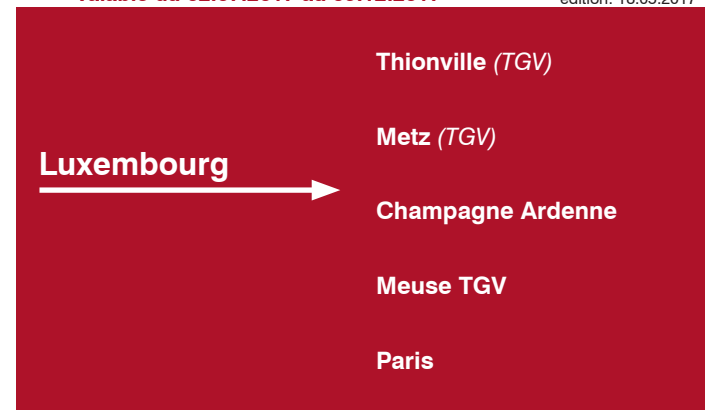 Thionville (TGV)
Metz (TGV)
Luxembourg
Champagne Ardenne
Meuse TGV
Paris